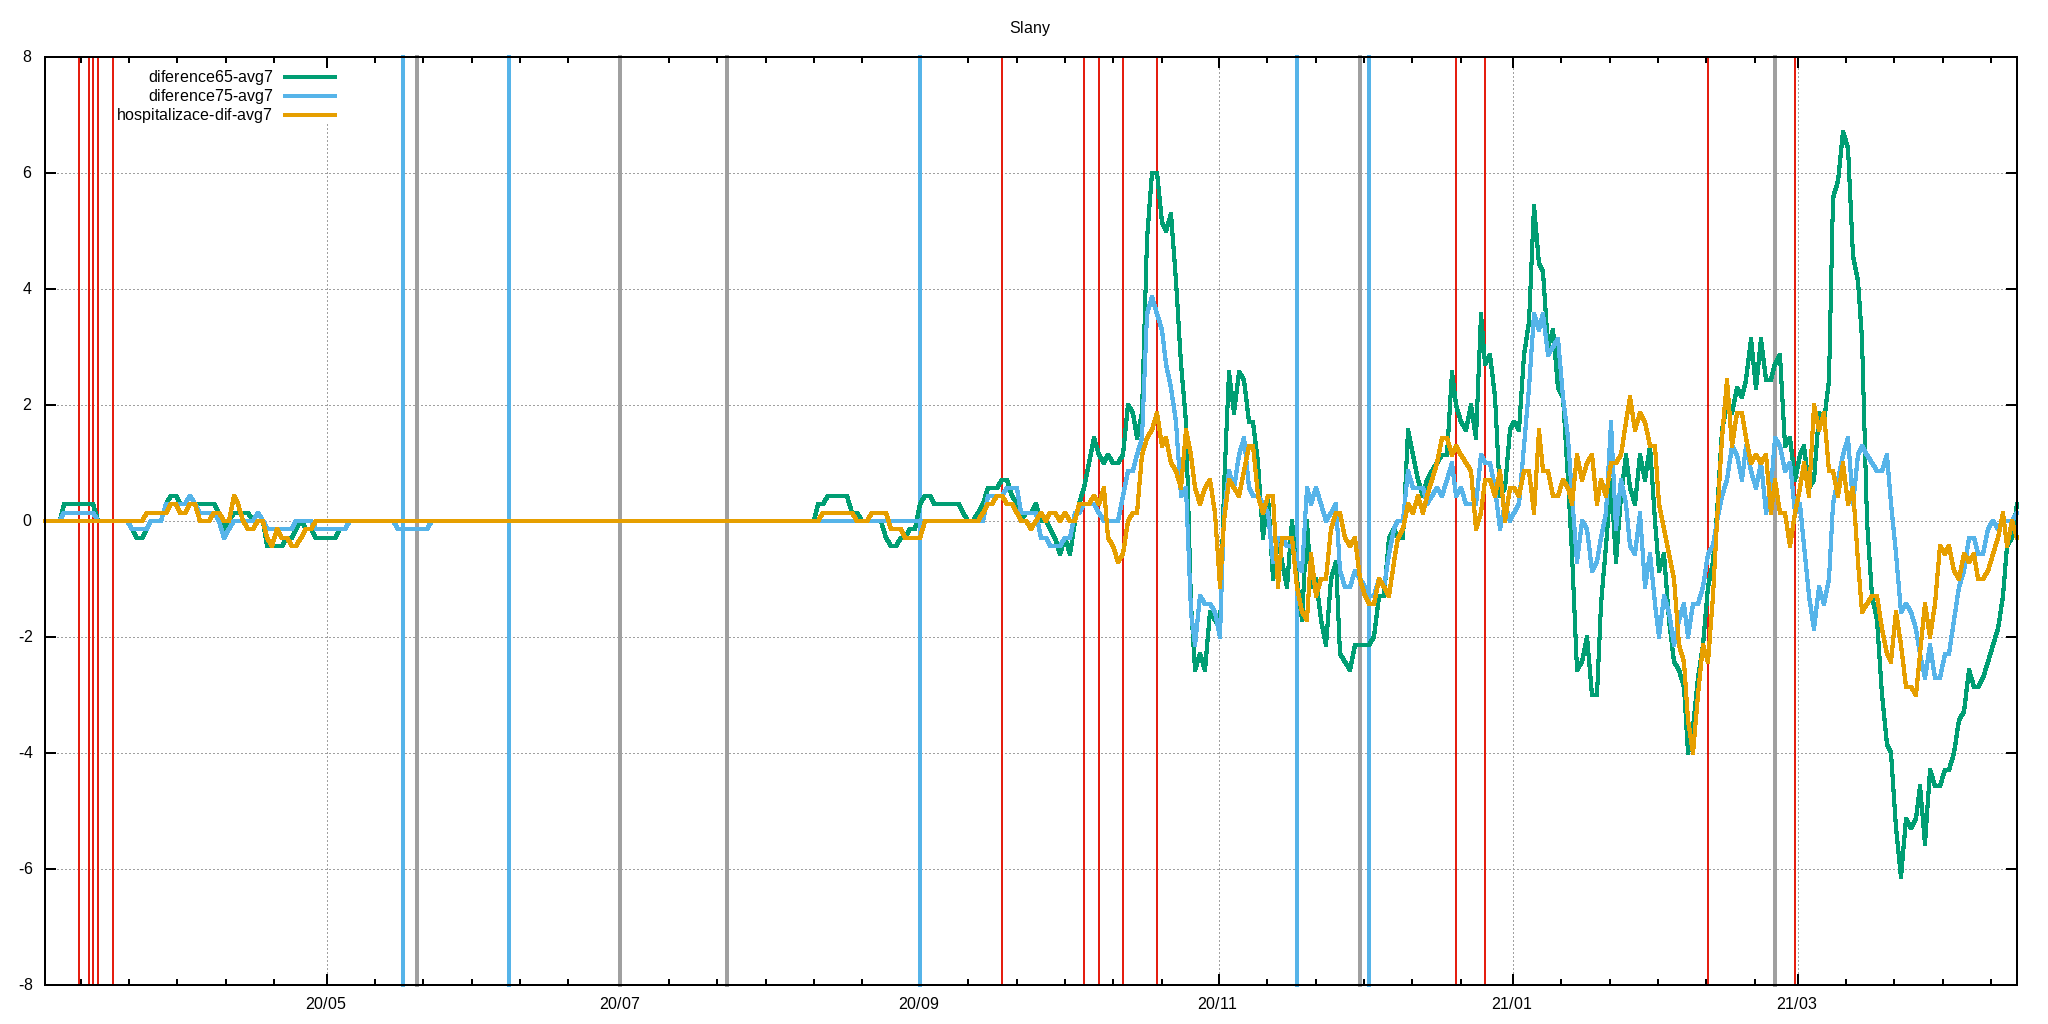 Slany
8
diference65-avg7
diference75-avg7
hospitalizace-dif-avg7
6
4
2
0
-2
-4
-6
-8
20/05 20/07 20/09 20/11 21/01 21/03